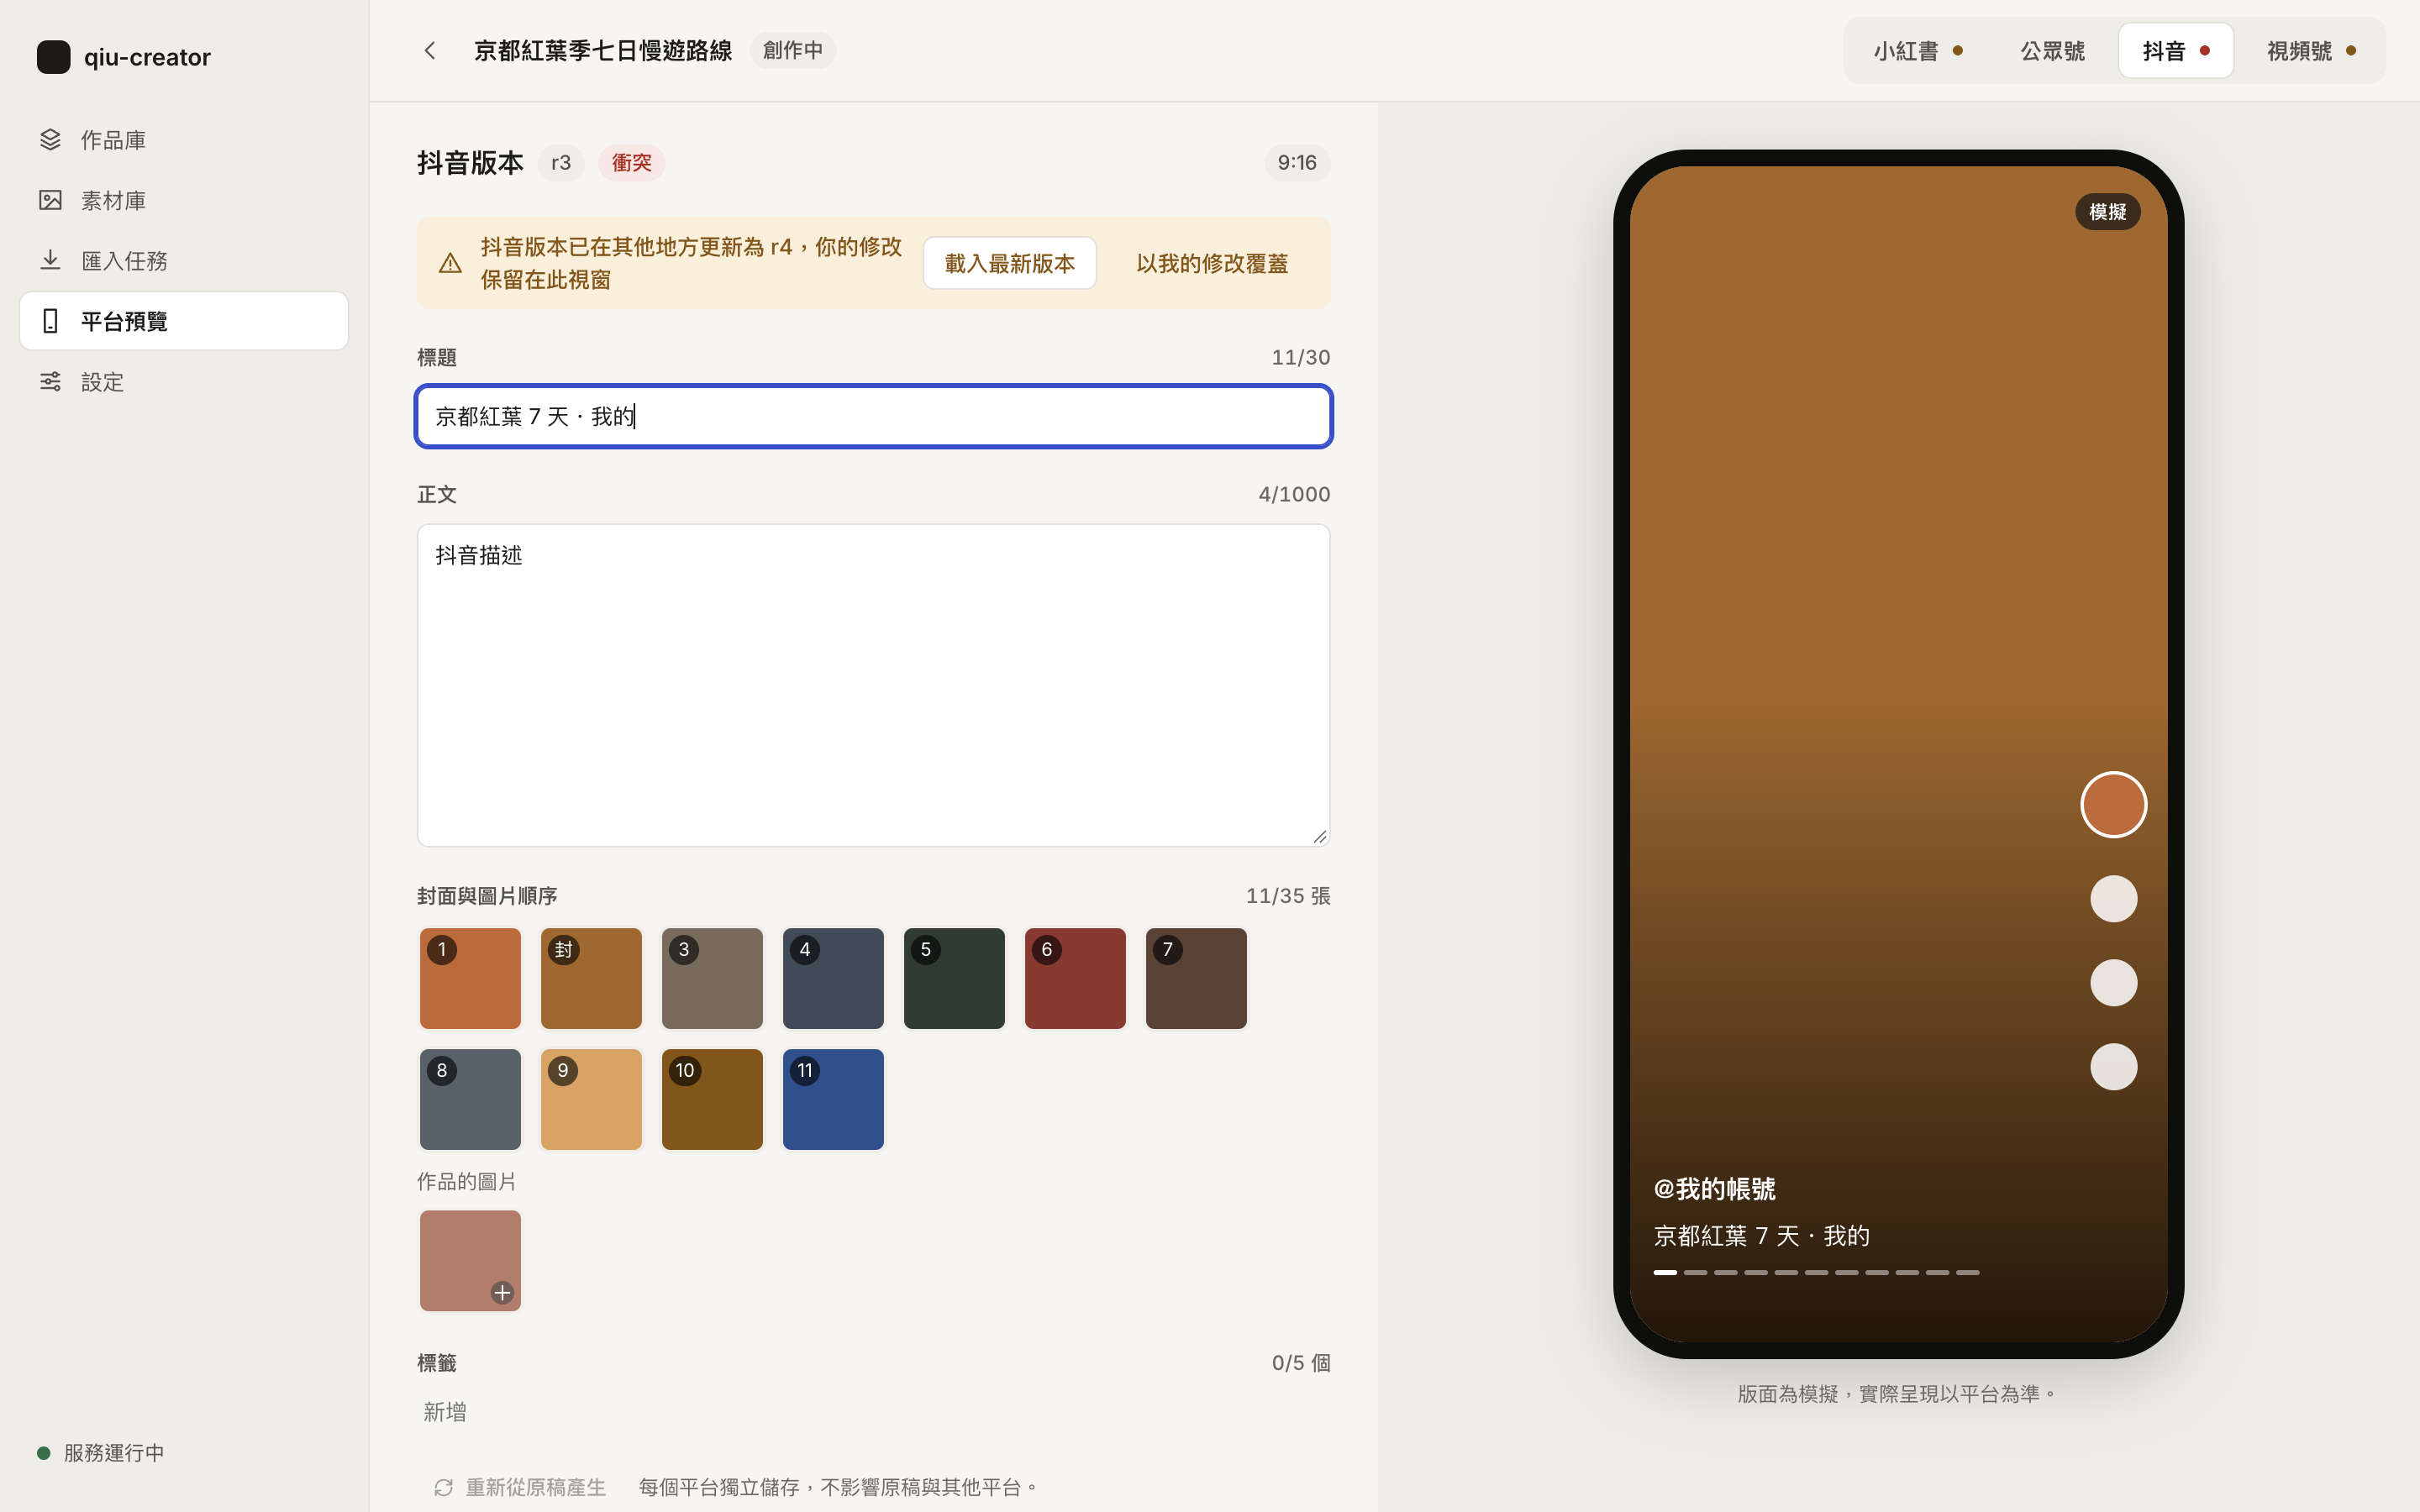 qiu-creator
作品庫
素材庫
匯入任務
平台預覽
設定
服務運行中
京都紅葉季七日慢遊路線
創作中
小紅書
公眾號
抖音
視頻號
抖音版本
r3
衝突
9:16
抖音版本已在其他地方更新為 r4，你的修改
保留在此視窗
載入最新版本
以我的修改覆蓋
標題
11/30
京都紅葉 7 天 · 我的
正文
4/1000
抖音描述
封面與圖片順序
11/35 張
1
封
3
4
5
6
7
8
9
10
11
作品的圖片
標籤
0/5 個
新增
重新從原稿產生
每個平台獨立儲存，不影響原稿與其他平台。
模擬
@我的帳號
京都紅葉 7 天 · 我的
版面為模擬，實際呈現以平台為準。